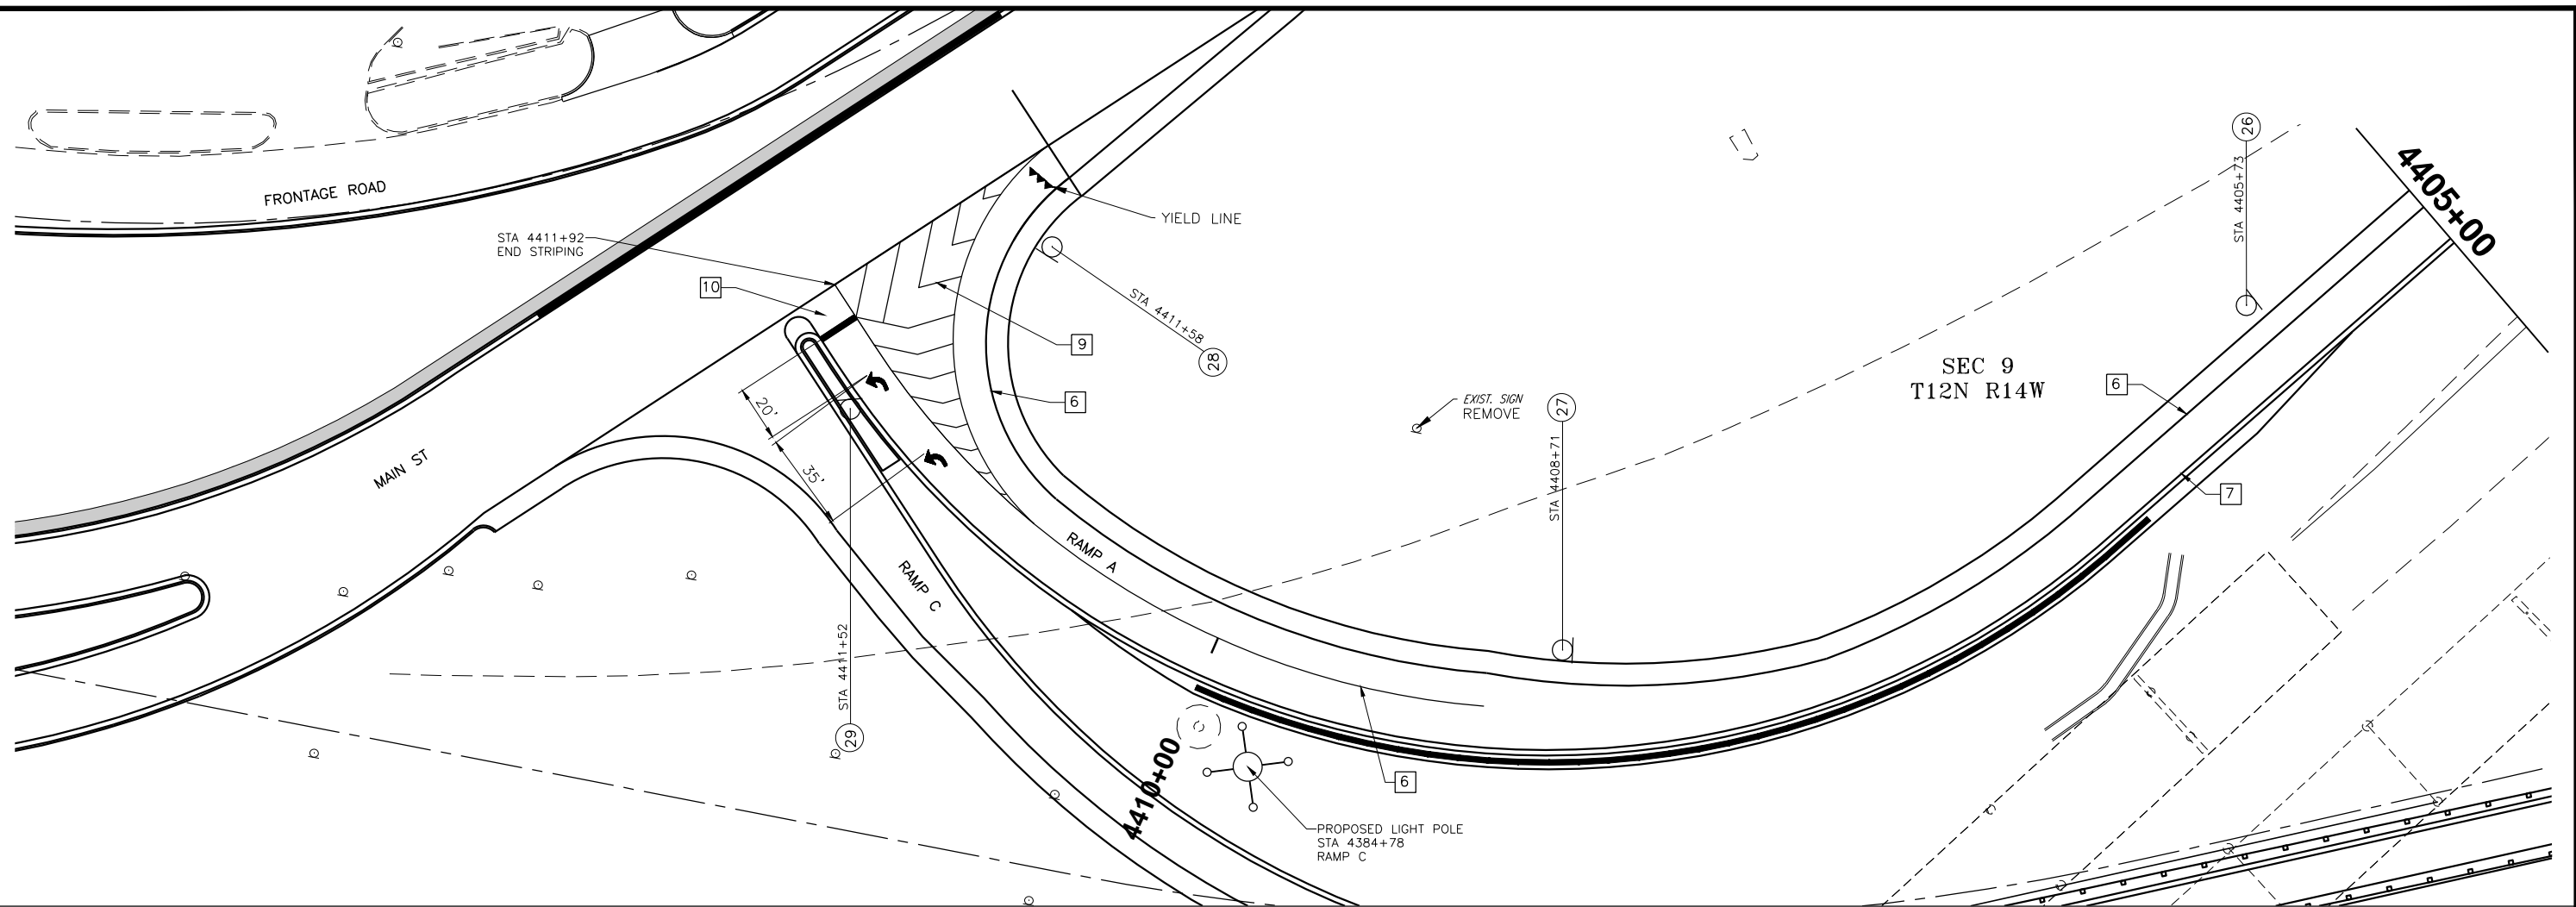 FRONTAGE ROAD
STA 4411+92
END STRIPING
10
YIELD LINE
STA 4411+58
28
9
6
20'
35'
MAIN ST
RAMP A
RAMP C
STA 4411+52
29
4410+00
EXIST. SIGN
REMOVE
27
STA 4408+71
6
PROPOSED LIGHT POLE
STA 4384+78
RAMP C
26
STA 4405+73
4405+00
SEC 9
T12N R14W
6
7